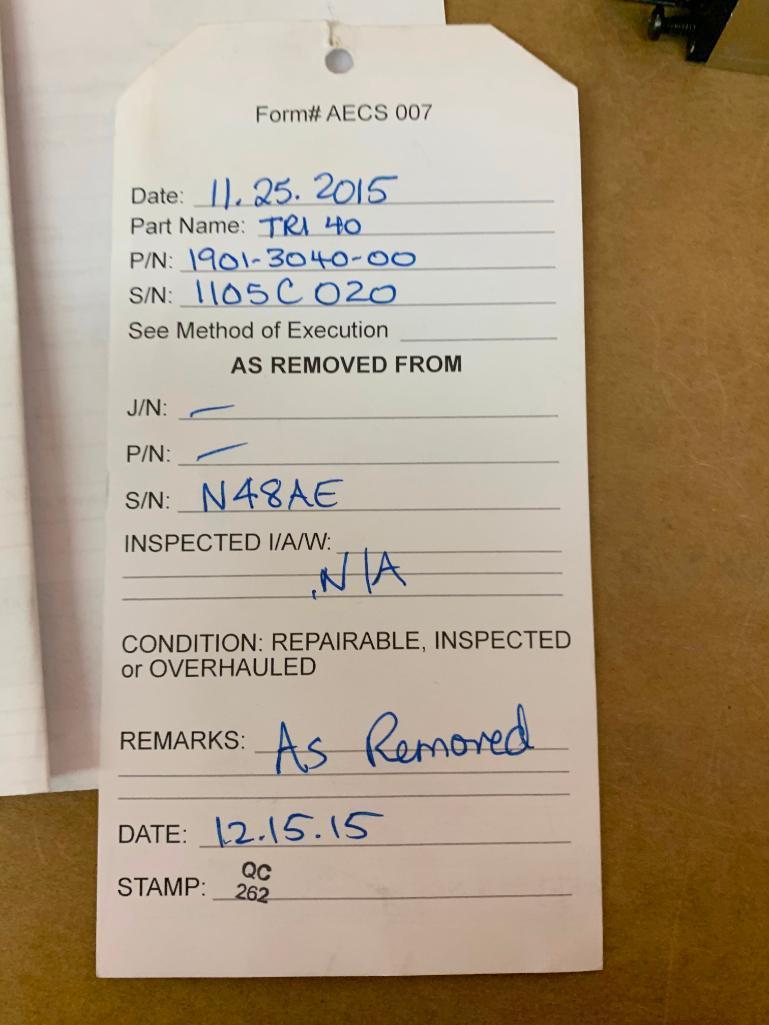 Form# AECS 007
Date: 11.25.2015
Part Name: TRI 40
P/N: 1901-3040-00
S/N: 1105C020
See Method of Execution
AS REMOVED FROM
J/N: —
P/N: —
S/N: N48AE
INSPECTED I/A/W:
N/A
CONDITION: REPAIRABLE, INSPECTED
or OVERHAULED
REMARKS: As Removed
DATE: 12.15.15
STAMP: QC
262